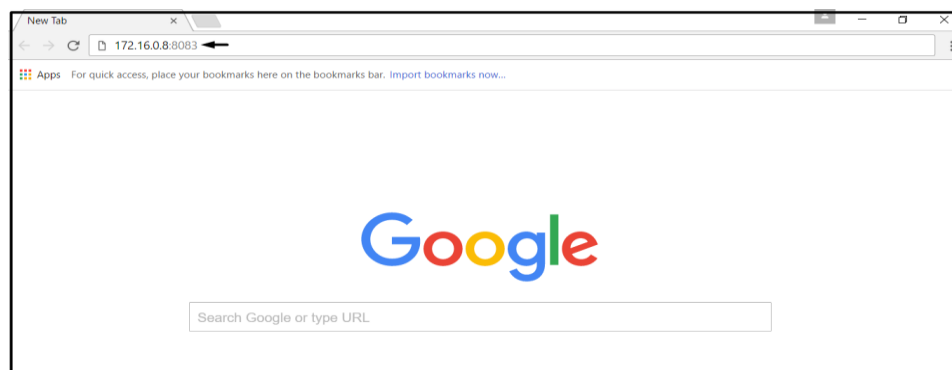 New Tab
172.16.0.8:8083
Apps For quick access, place your bookmarks here on the bookmarks bar. Import bookmarks now...
Google
Search Google or type URL